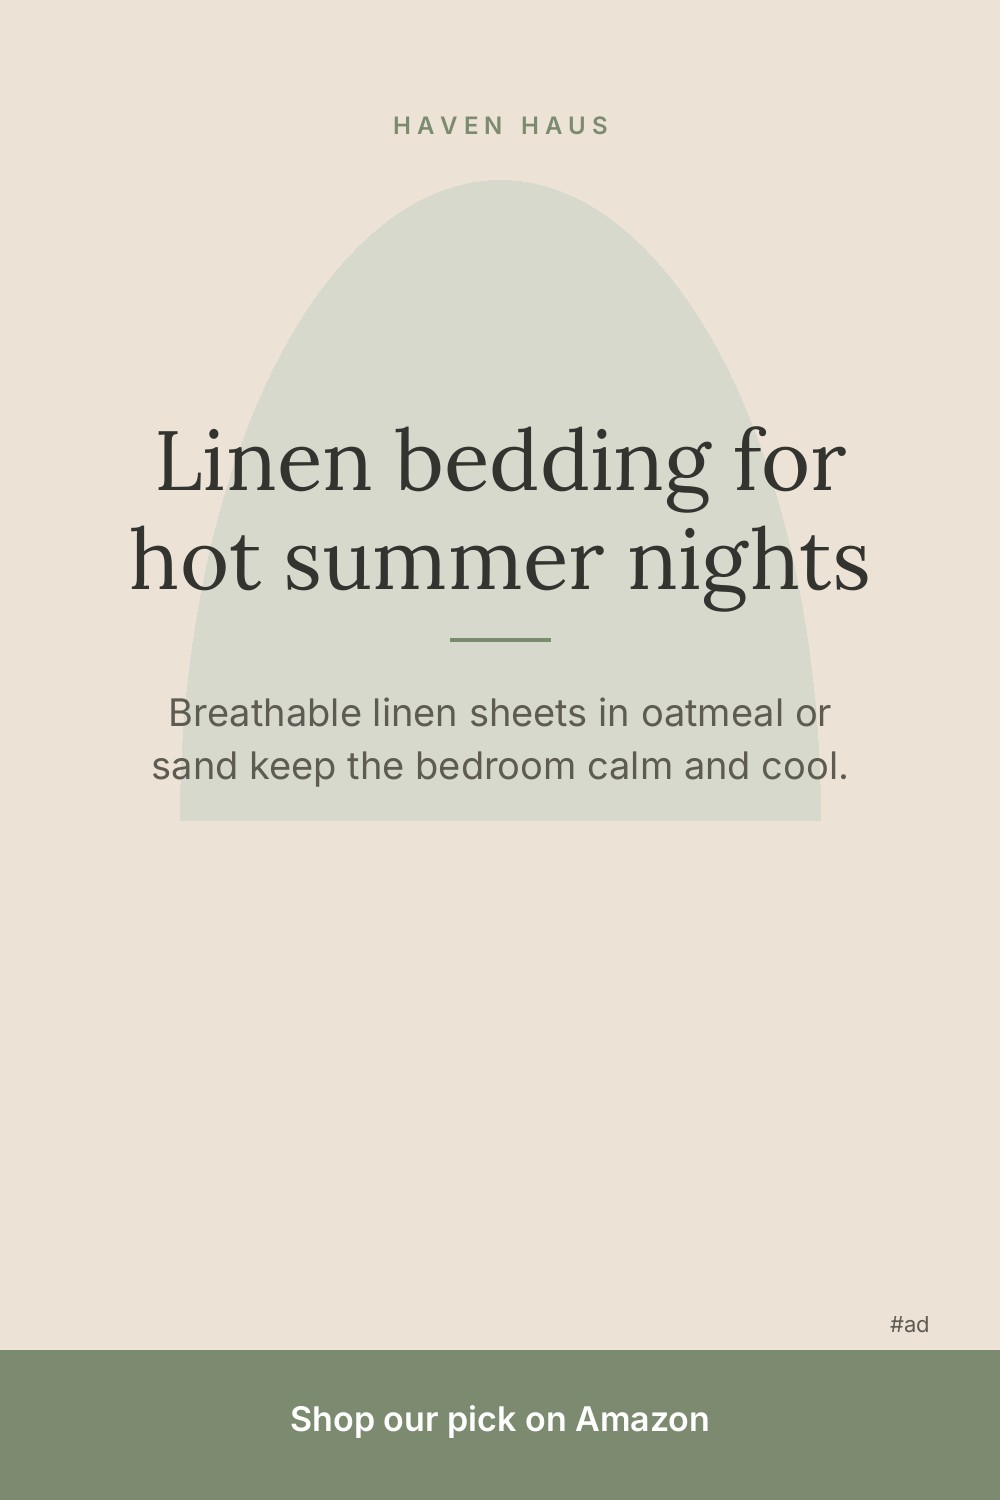 HAVEN HAUS
Linen bedding for
hot summer nights
Breathable linen sheets in oatmeal or
sand keep the bedroom calm and cool.
#ad
Shop our pick on Amazon